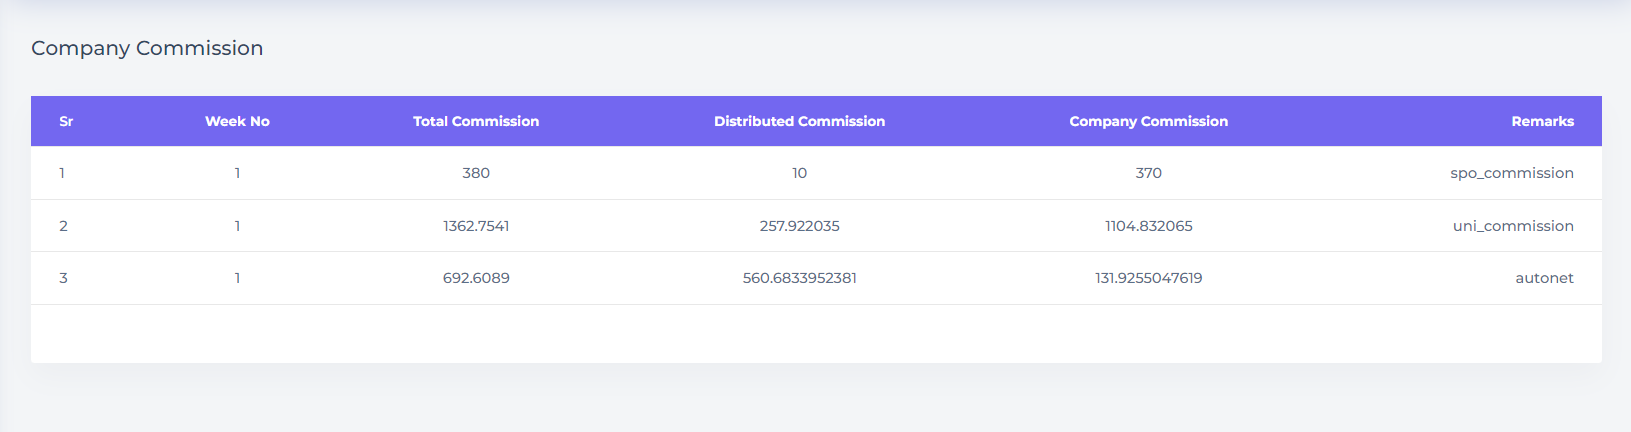 Company Commission
Sr Week No Total Commission Distributed Commission Company Commission Remarks
1 1 380 10 370 spo_commission
2 1 1362.7541 257.922035 1104.832065 uni_commission
3 1 692.6089 560.6833952381 131.9255047619 autonet